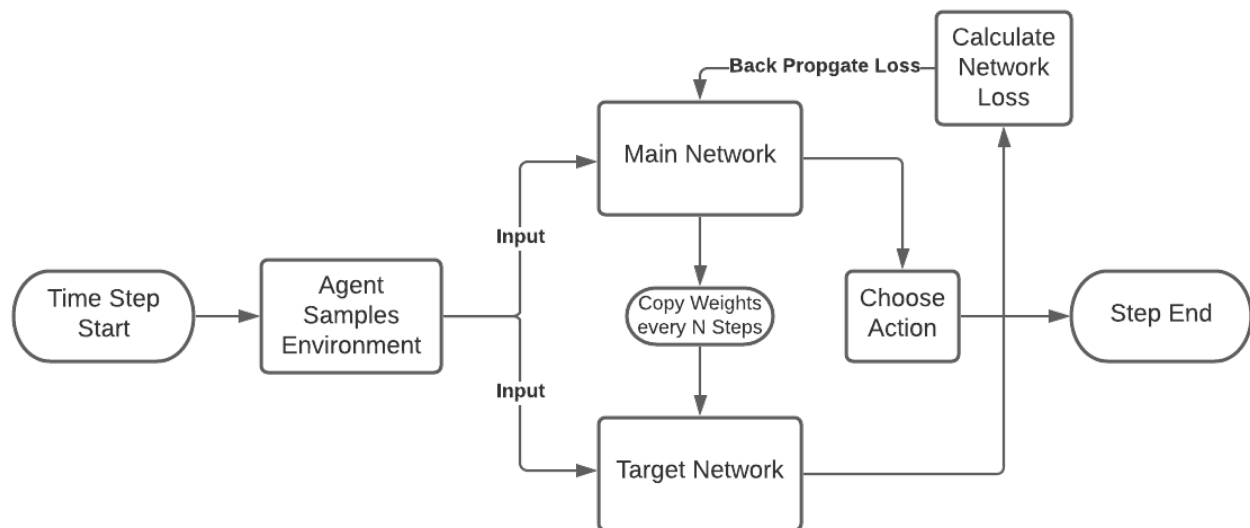 Calculate
Network
Loss
Back Propgate Loss
Main Network
Input
Time Step
Start
Agent
Samples
Environment
Copy Weights
every N Steps
Choose
Action
Step End
Input
Target Network